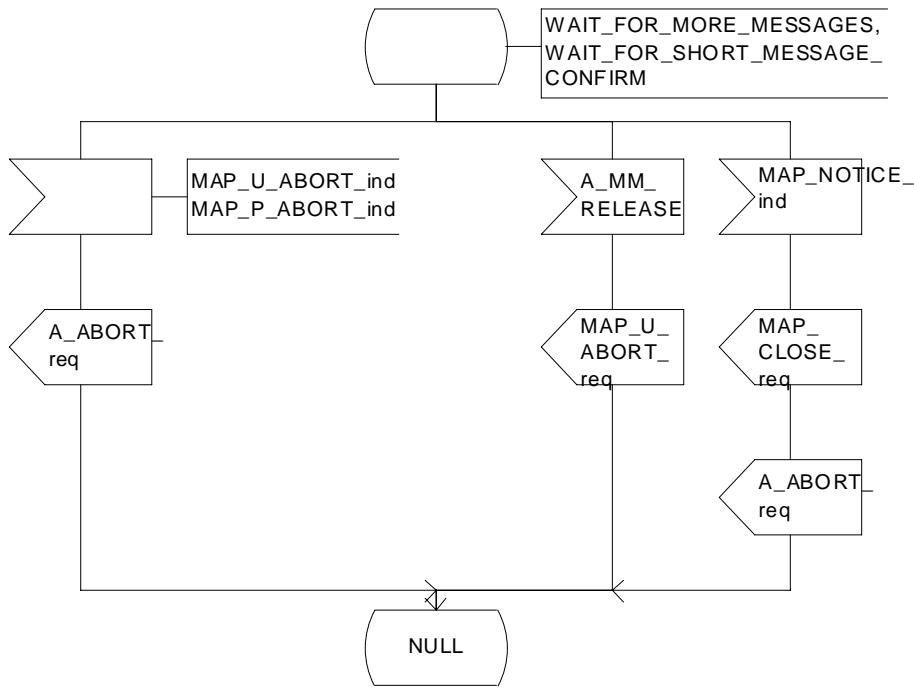 WAIT_FOR_MORE_MESSAGES,
WAIT_FOR_SHORT_MESSAGE_
CONFIRM
MAP_U_ABORT_ind
MAP_P_ABORT_ind
A_MM_
RELEASE
MAP_NOTICE_
ind
A_ABORT_
req
MAP_U_
ABORT_
req
MAP_
CLOSE_
req
A_ABORT_
req
NULL